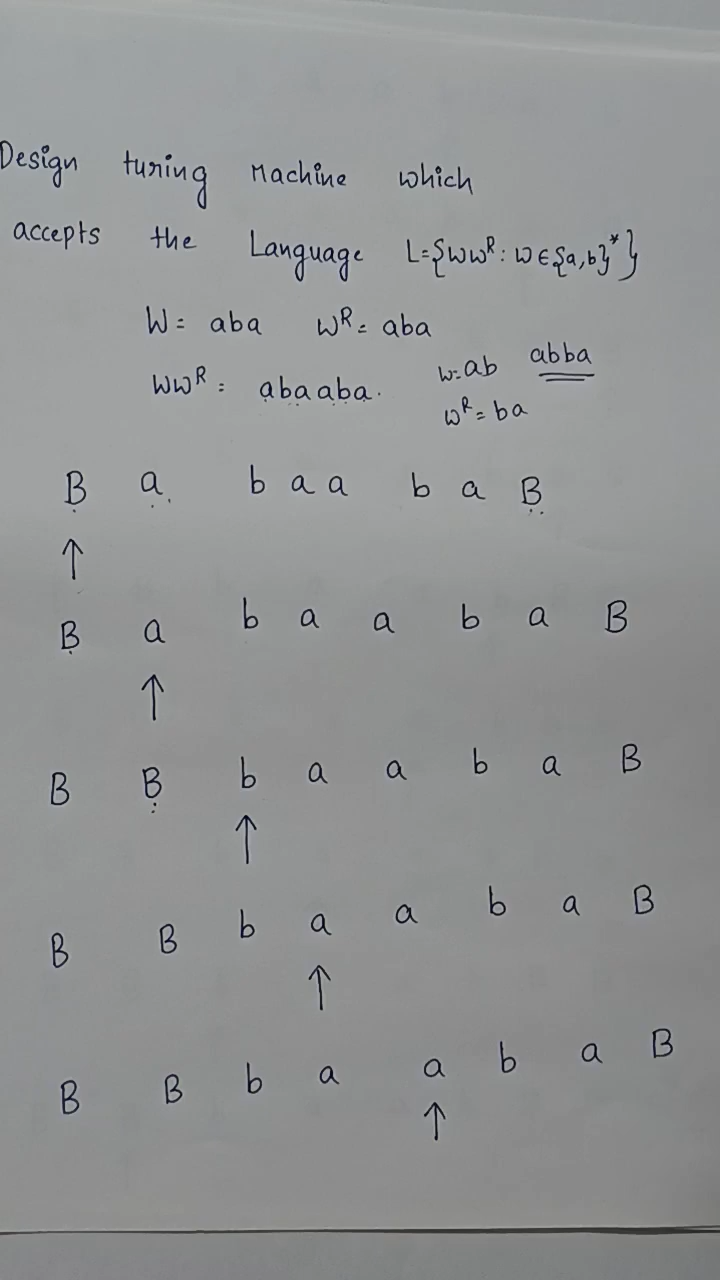 Design turing Machine which
accepts the Language L={wwᴿ : w∈{a,b}*}
W= aba wᴿ= aba
w=ab abba
wwᴿ= abaaba.
wᴿ= ba
B a b a a b a B
↑
B a b a a b a B
↑
B B b a a b a B
↑
B B b a a b a B
↑
B B b a a b a B
↑